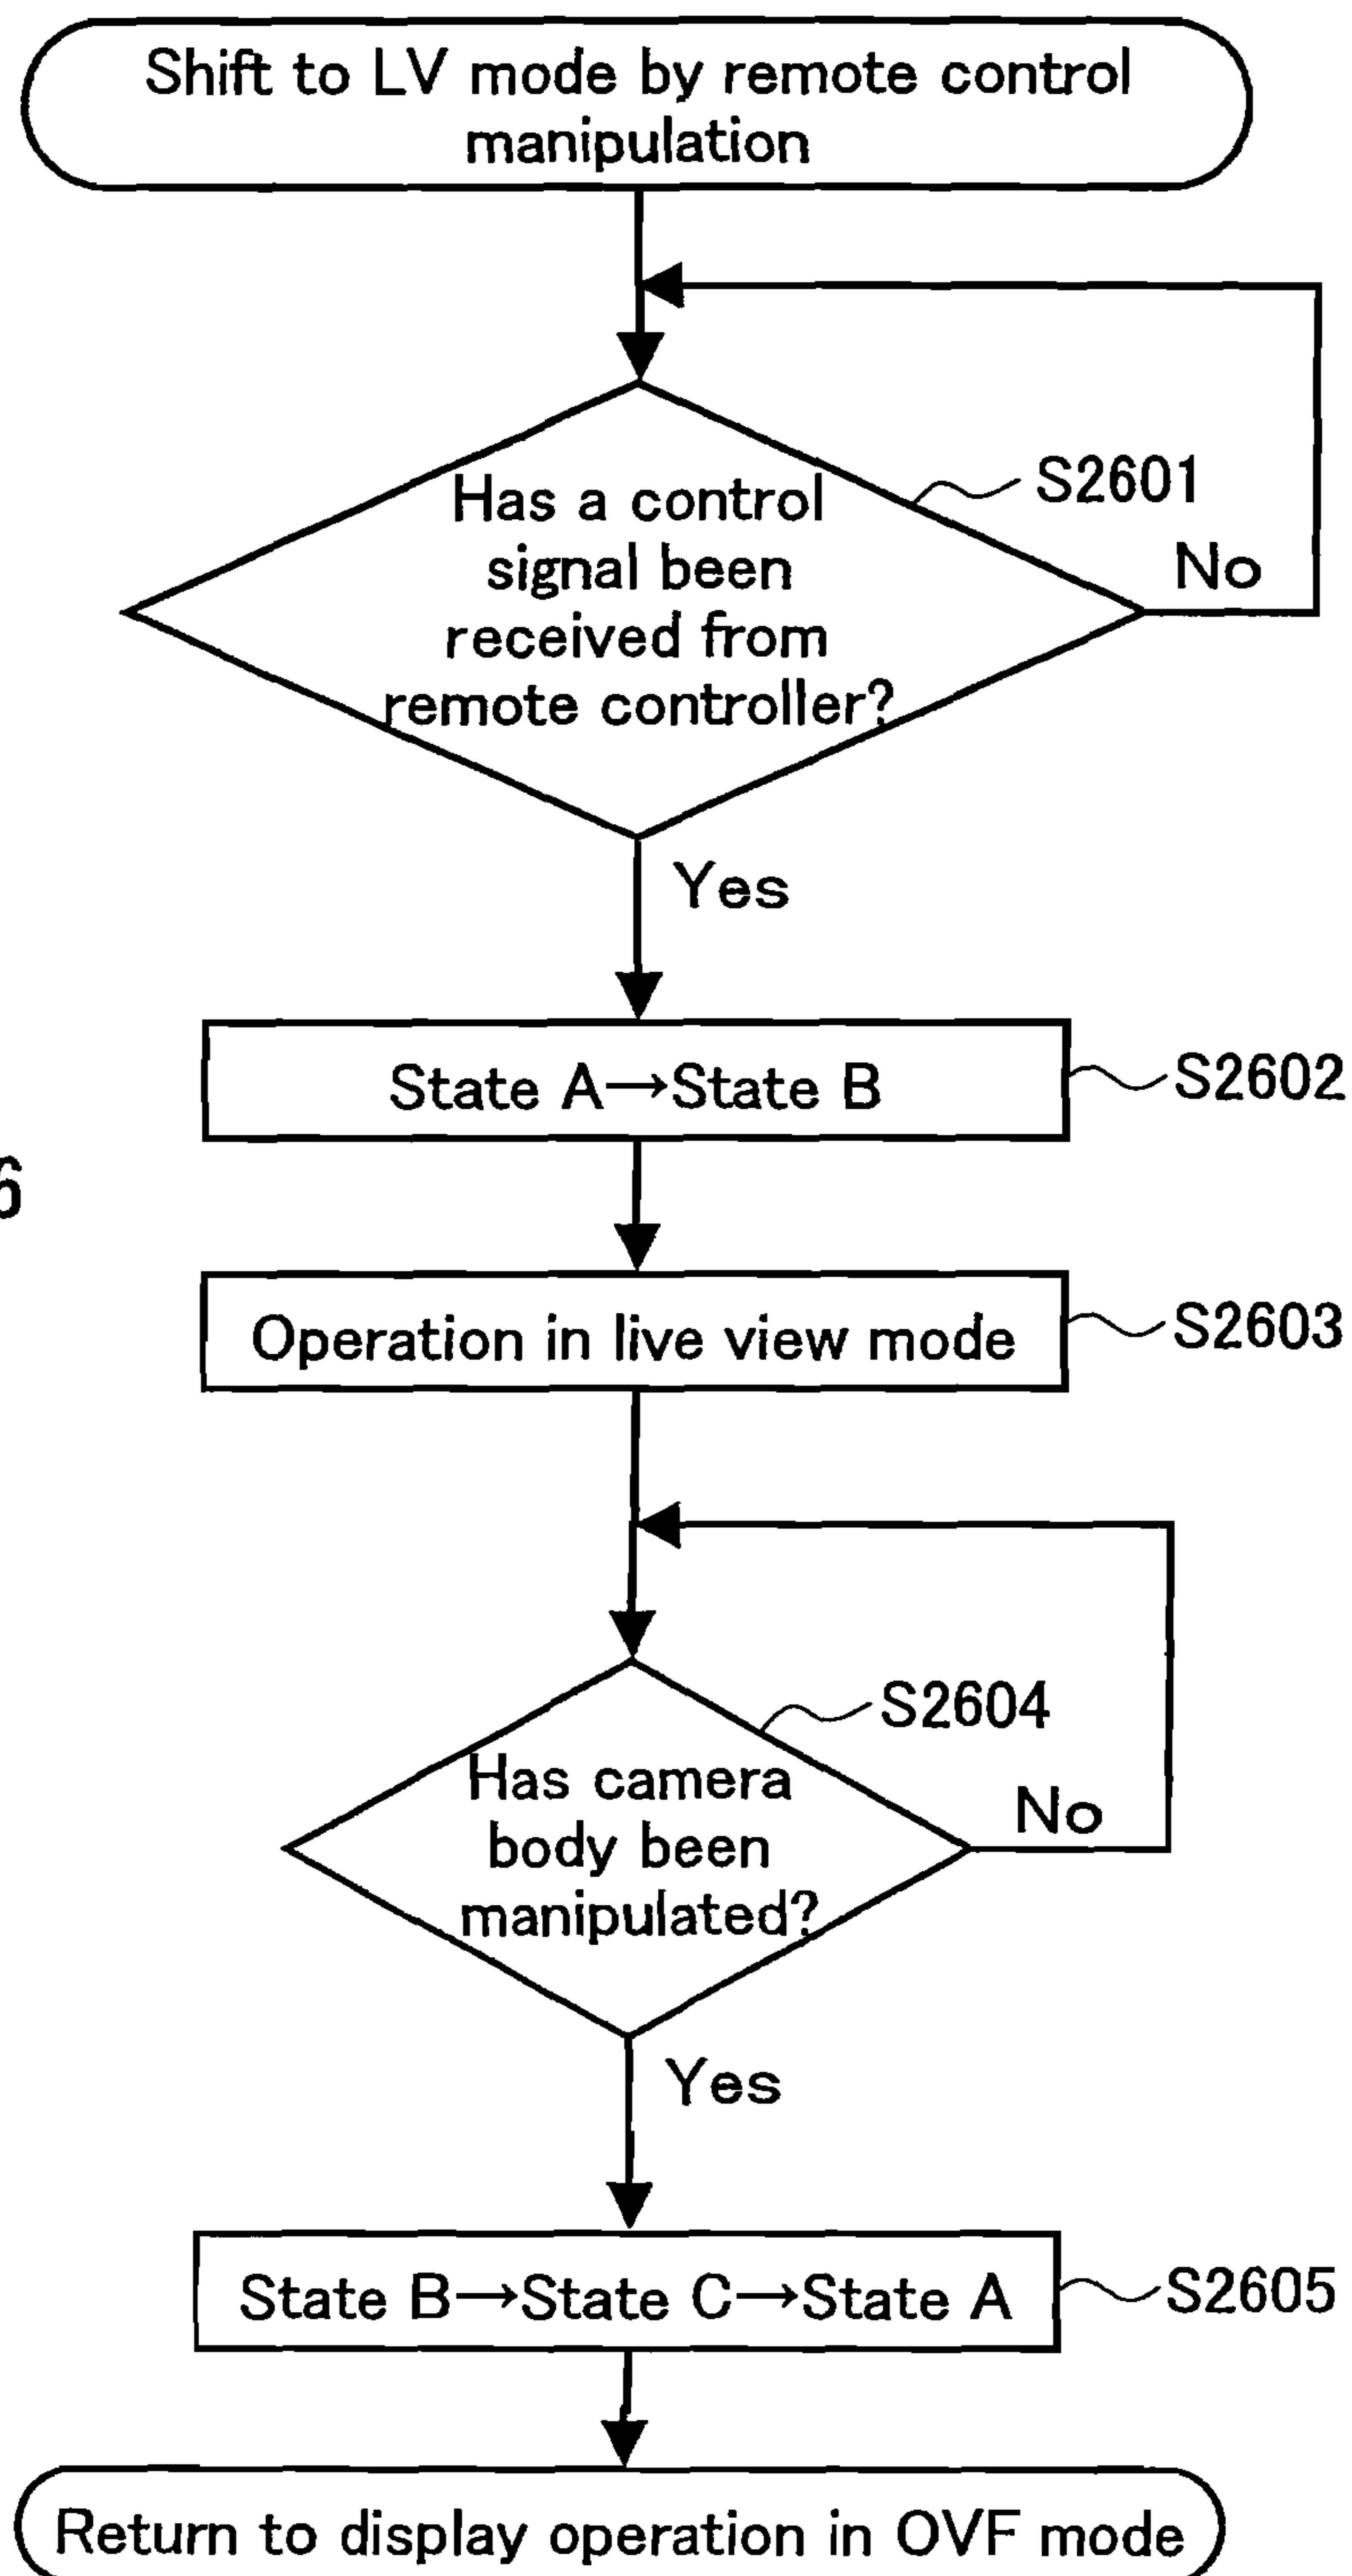 Shift to LV mode by remote control
manipulation
Has a control
signal been
received from
remote controller?
S2601
No
Yes
State A→State B
S2602
6
Operation in live view mode
S2603
S2604
Has camera
body been
manipulated?
No
Yes
State B→State C→State A
S2605
Return to display operation in OVF mode